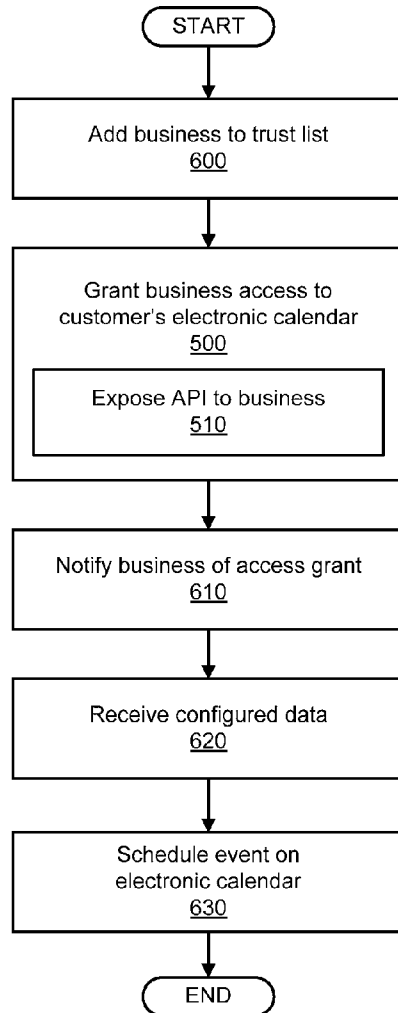 START
Add business to trust list
600
Grant business access to
customer's electronic calendar
500
Expose API to business
510
Notify business of access grant
610
Receive configured data
620
Schedule event on
electronic calendar
630
END